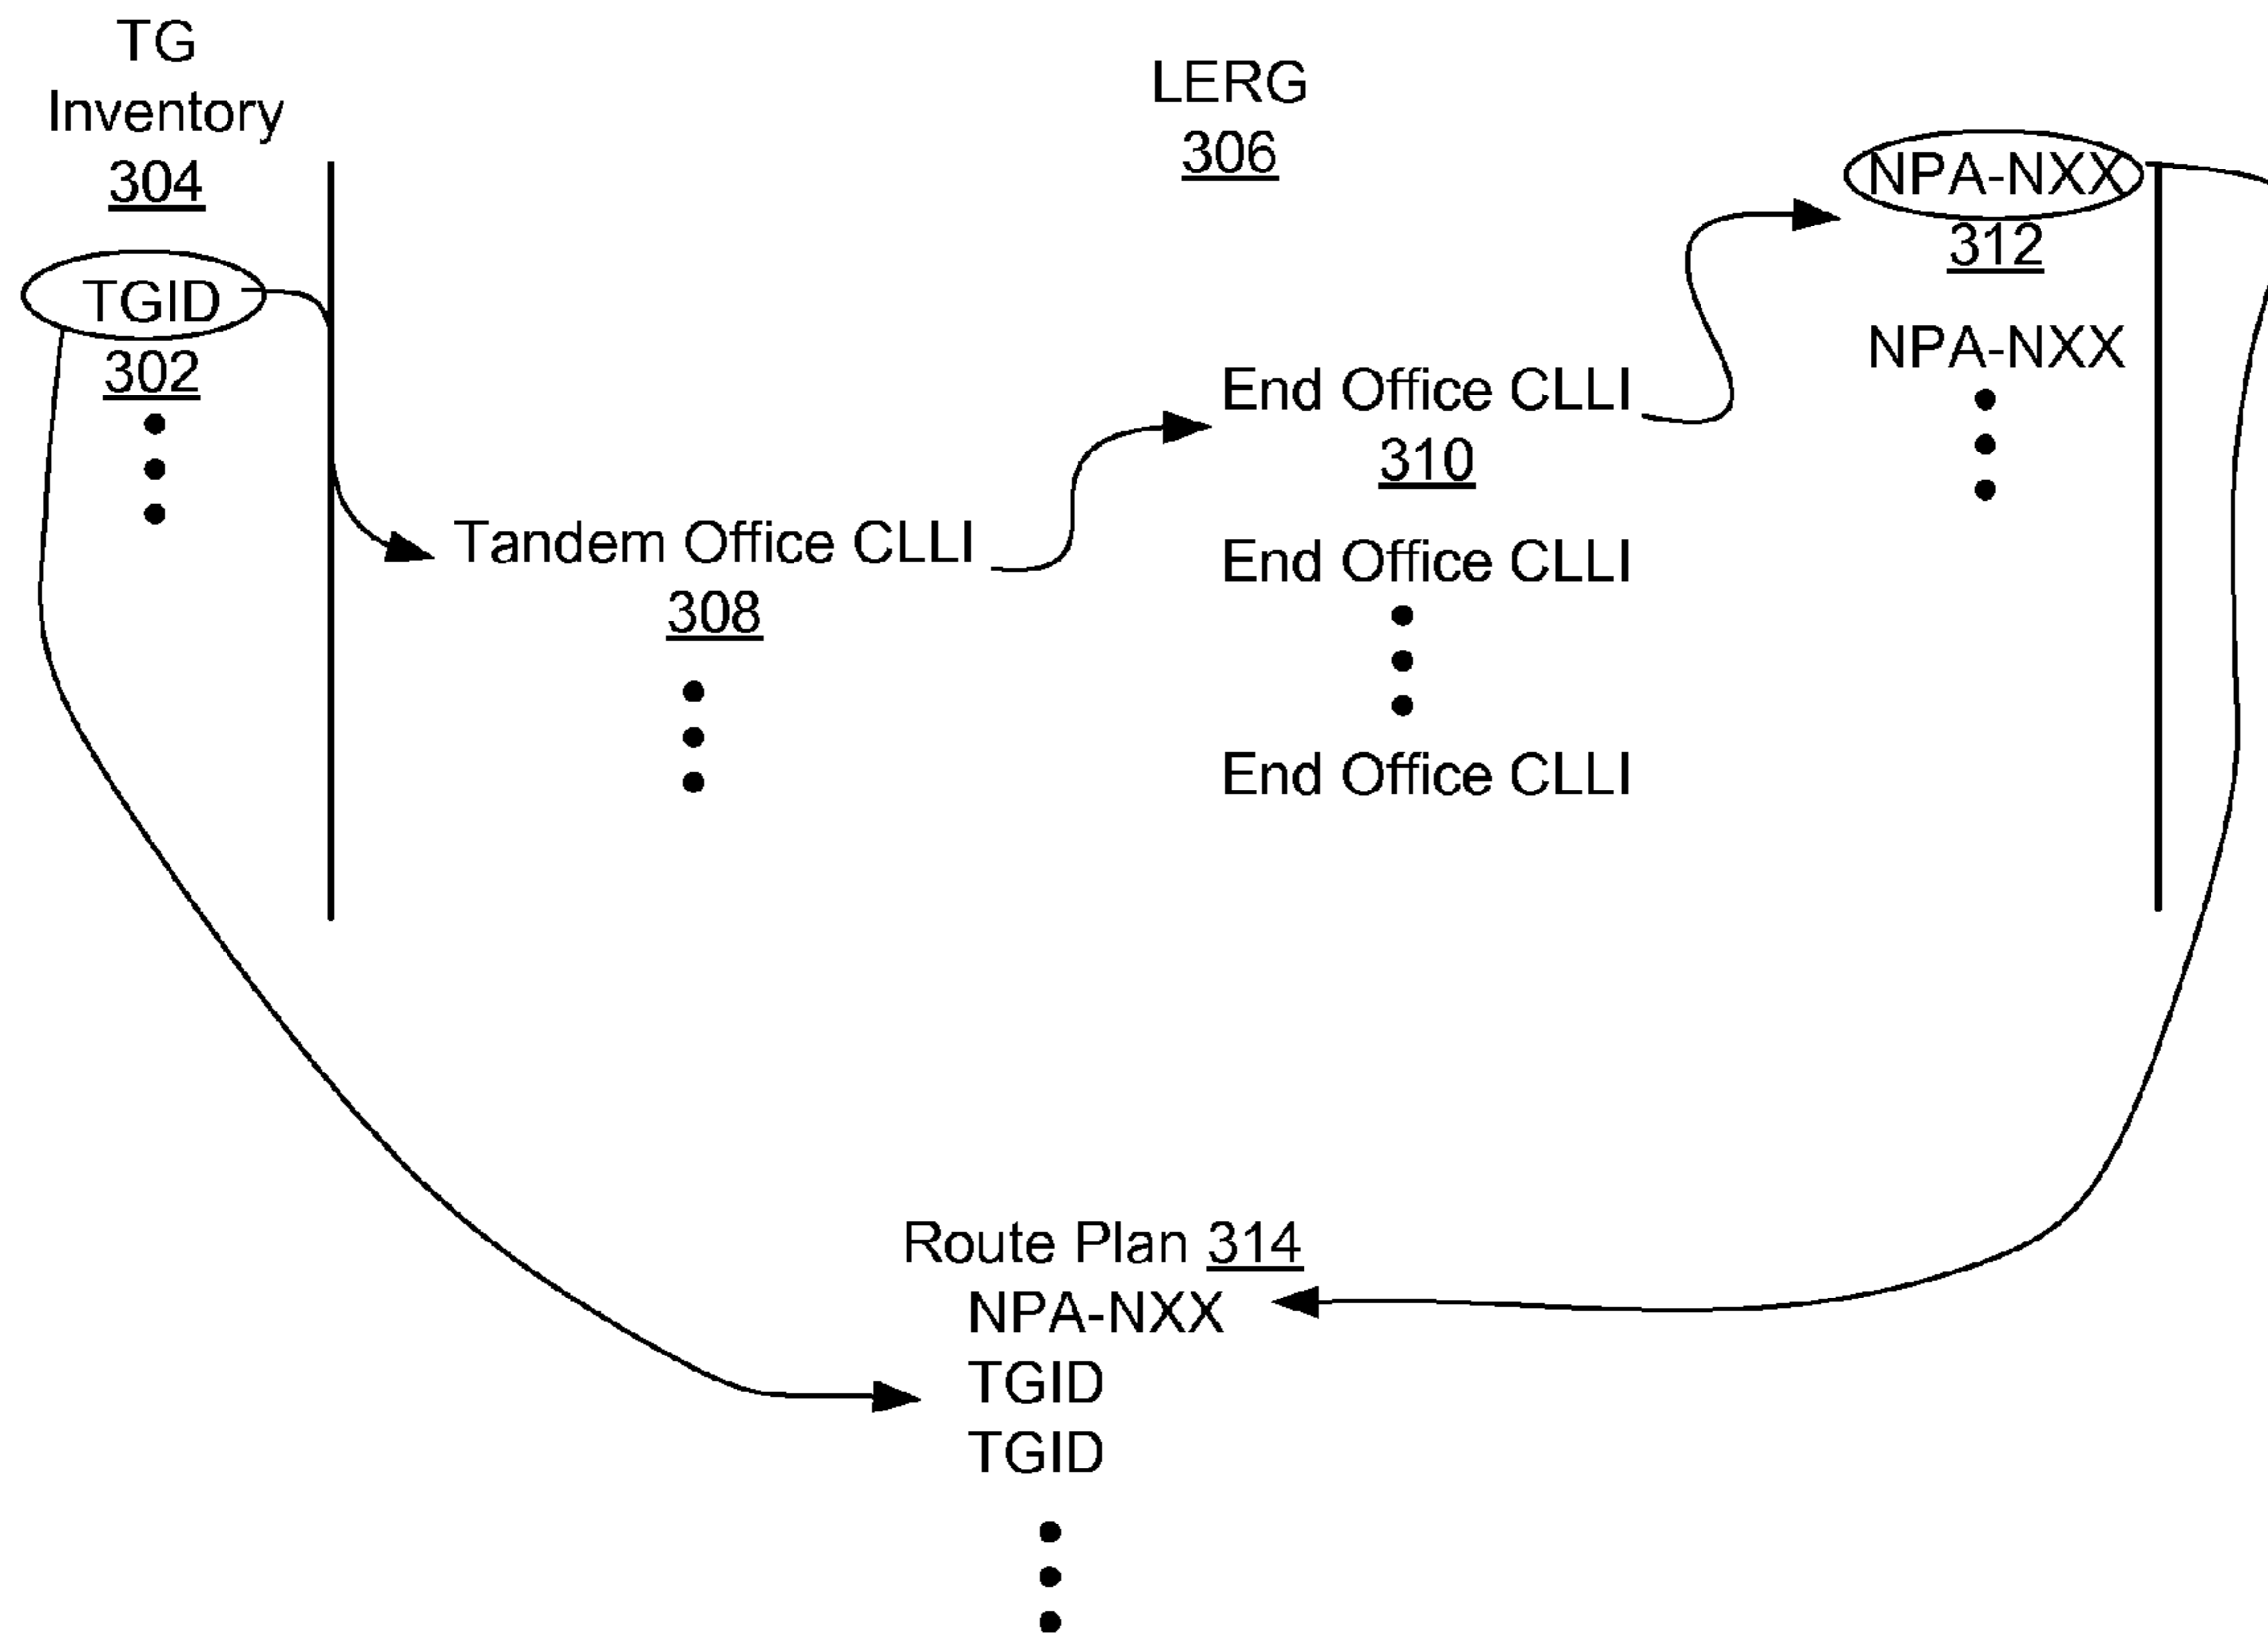 TG
Inventory
304
TGID
302
LERG
306
Tandem Office CLLI
308
End Office CLLI
310
End Office CLLI
End Office CLLI
NPA-NXX
312
NPA-NXX
Route Plan 314
NPA-NXX
TGID
TGID